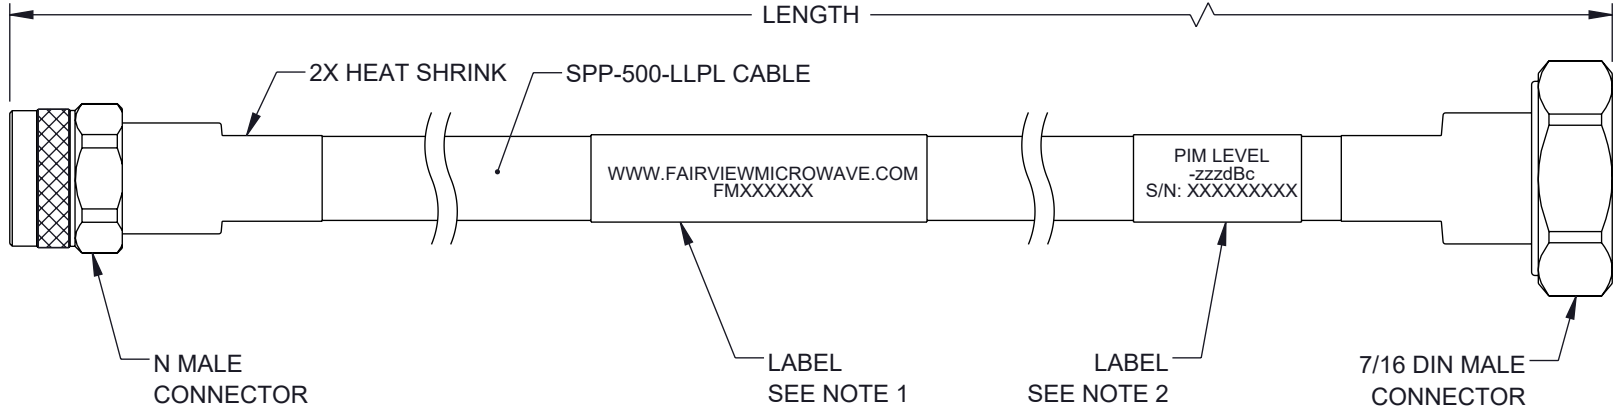 LENGTH
2X HEAT SHRINK
SPP-500-LLPL CABLE
WWW.FAIRVIEWMICROWAVE.COM
FMXXXXXX
PIM LEVEL
-zzzdBc
S/N: XXXXXXXXX
N MALE
CONNECTOR
LABEL
SEE NOTE 1
LABEL
SEE NOTE 2
7/16 DIN MALE
CONNECTOR